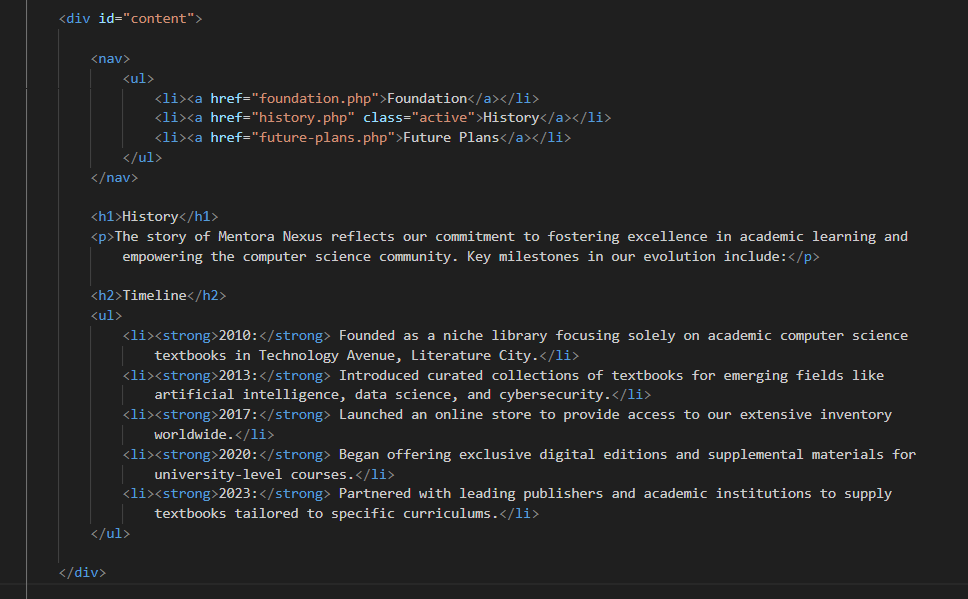 <div id="content">
<nav>
<ul>
<li><a href="foundation.php">Foundation</a></li>
<li><a href="history.php" class="active">History</a></li>
<li><a href="future-plans.php">Future Plans</a></li>
</ul>
</nav>
<h1>History</h1>
<p>The story of Mentora Nexus reflects our commitment to fostering excellence in academic learning and
empowering the computer science community. Key milestones in our evolution include:</p>
<h2>Timeline</h2>
<ul>
<li><strong>2010:</strong> Founded as a niche library focusing solely on academic computer science
textbooks in Technology Avenue, Literature City.</li>
<li><strong>2013:</strong> Introduced curated collections of textbooks for emerging fields like
artificial intelligence, data science, and cybersecurity.</li>
<li><strong>2017:</strong> Launched an online store to provide access to our extensive inventory
worldwide.</li>
<li><strong>2020:</strong> Began offering exclusive digital editions and supplemental materials for
university-level courses.</li>
<li><strong>2023:</strong> Partnered with leading publishers and academic institutions to supply
textbooks tailored to specific curriculums.</li>
</ul>
</div>